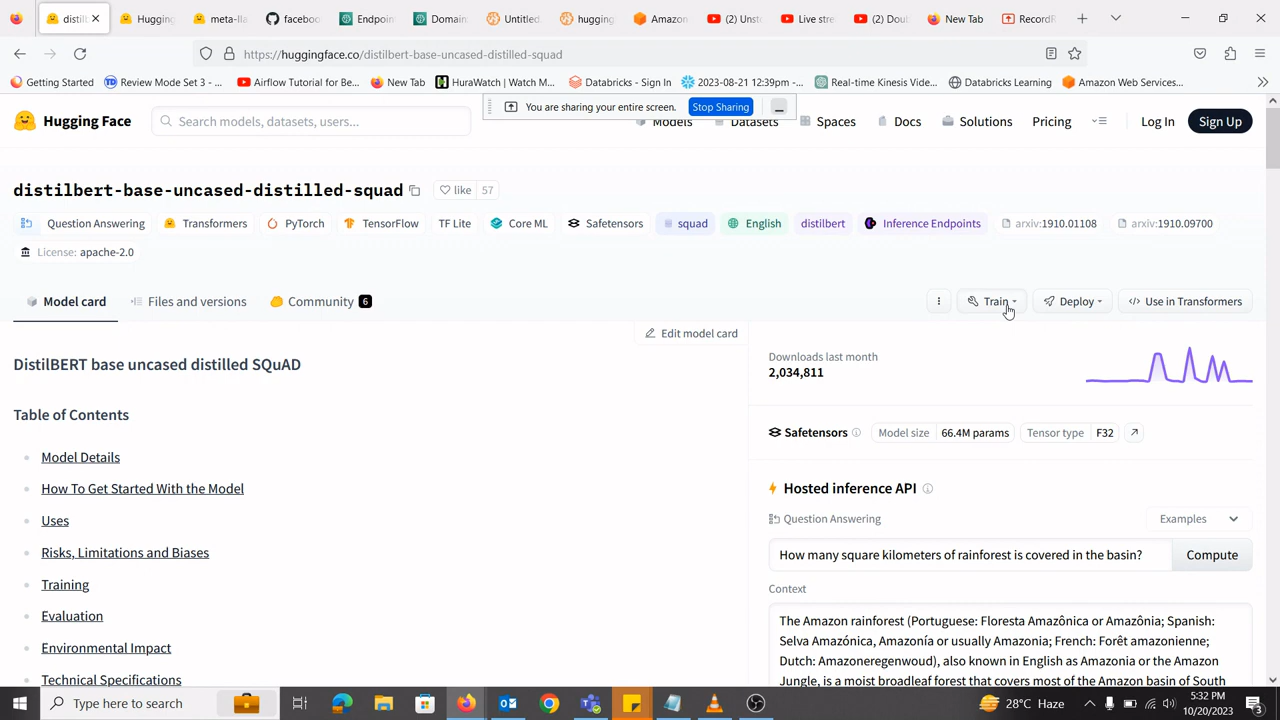 distil
Hugging
meta-lla
facebo
Endpoin
Domain
Untitled
hugging
Amazon
(2) Unst
Live stre
(2) Dou
New Tab
RecordR
https://huggingface.co/distilbert-base-uncased-distilled-squad
Getting Started
Review Mode Set 3 - ...
Airflow Tutorial for Be...
New Tab
HuraWatch | Watch M...
Databricks - Sign In
2023-08-21 12:39pm -...
Real-time Kinesis Vide...
Databricks Learning
Amazon Web Services...
You are sharing your entire screen. Stop Sharing
Hugging Face
Search models, datasets, users...
Models Datasets Spaces Docs Solutions Pricing Log In Sign Up
distilbert-base-uncased-distilled-squad like 57
Question Answering Transformers PyTorch TensorFlow TF Lite Core ML Safetensors squad English distilbert Inference Endpoints arxiv:1910.01108 arxiv:1910.09700
License: apache-2.0
Model card Files and versions Community 6 Train Deploy Use in Transformers
Edit model card
DistilBERT base uncased distilled SQuAD
Table of Contents
Model Details
How To Get Started With the Model
Uses
Risks, Limitations and Biases
Training
Evaluation
Environmental Impact
Technical Specifications
Downloads last month
2,034,811
Safetensors Model size 66.4M params Tensor type F32
Hosted inference API
Question Answering Examples
How many square kilometers of rainforest is covered in the basin? Compute
Context
The Amazon rainforest (Portuguese: Floresta Amazônica or Amazônia; Spanish:
Selva Amazónica, Amazonía or usually Amazonia; French: Forêt amazonienne;
Dutch: Amazoneregenwoud), also known in English as Amazonia or the Amazon
Jungle, is a moist broadleaf forest that covers most of the Amazon basin of South
Type here to search
28°C Haze
5:32 PM
10/20/2023
3